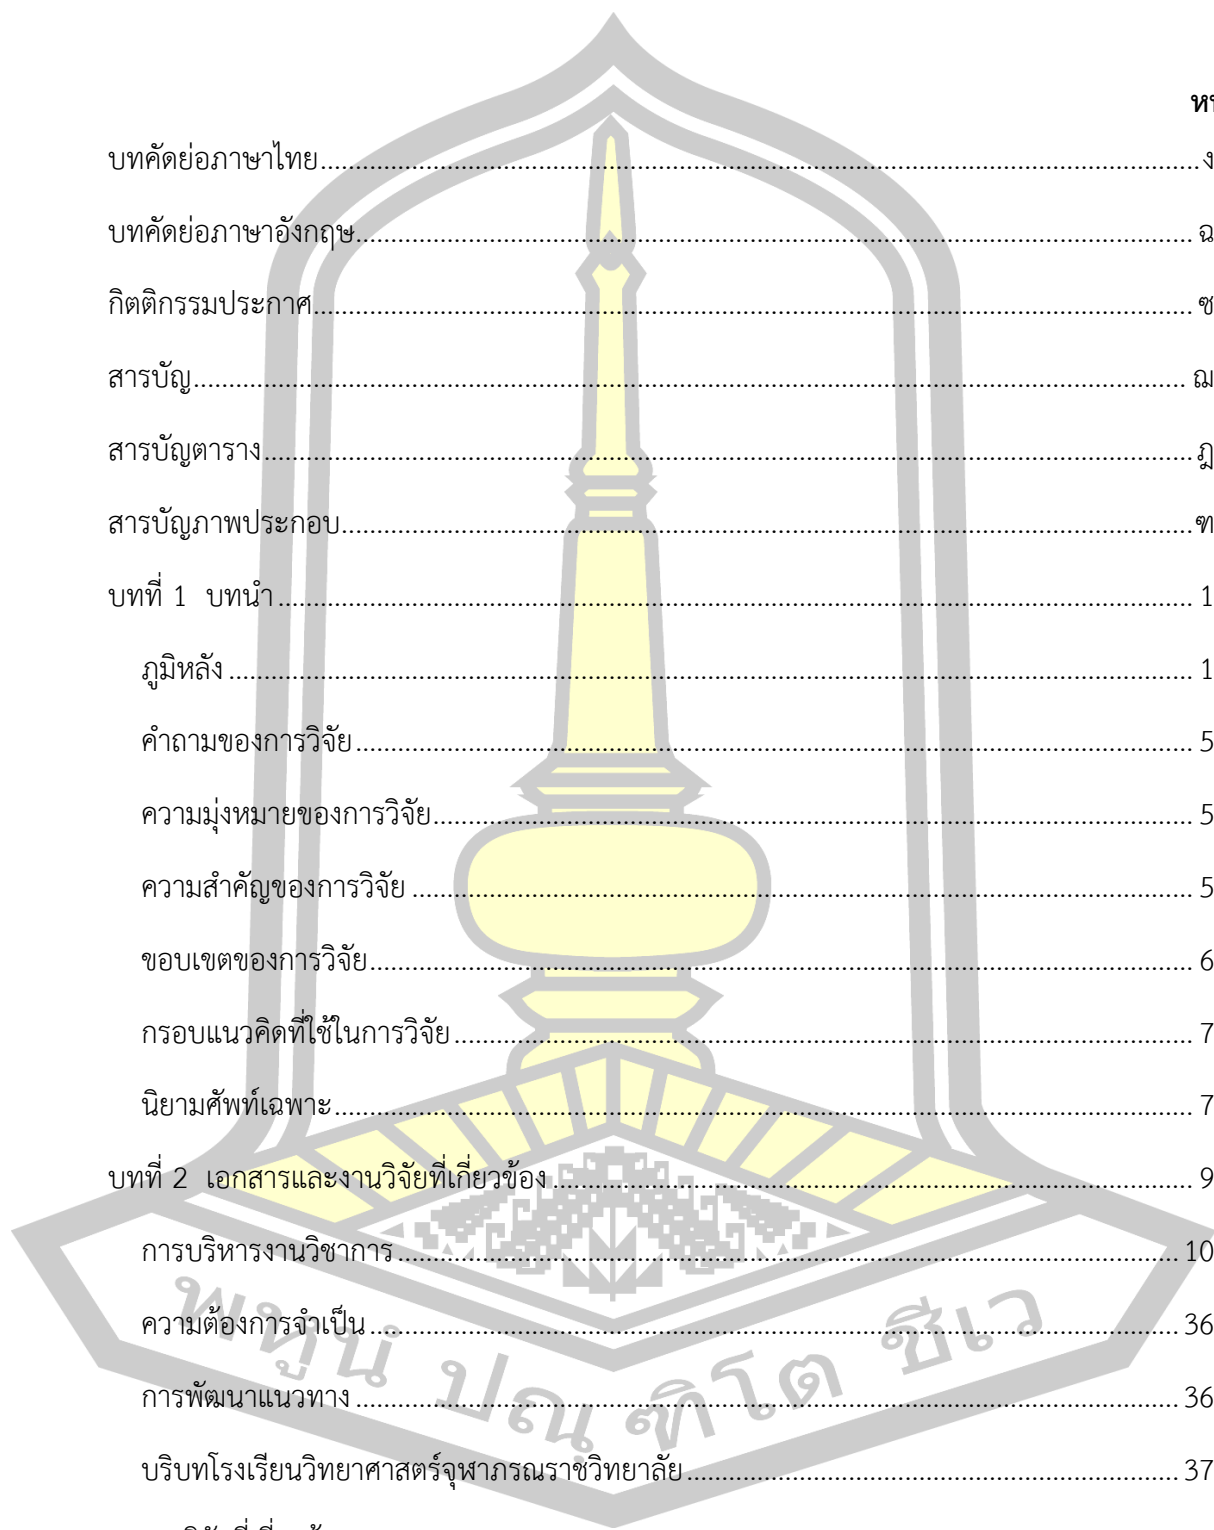 บทคัดย่อภาษาไทย.......... ง
บทคัดย่อภาษาอังกฤษ.......... ฉ
กิตติกรรมประกาศ.......... ซ
สารบัญ.......... ฌ
สารบัญตาราง.......... ฎ
สารบัญภาพประกอบ.......... ฑ
บทที่ 1 บทนำ.......... 1
ภูมิหลัง.......... 1
คำถามของการวิจัย.......... 5
ความมุ่งหมายของการวิจัย.......... 5
ความสำคัญของการวิจัย.......... 5
ขอบเขตของการวิจัย.......... 6
กรอบแนวคิดที่ใช้ในการวิจัย.......... 7
นิยามศัพท์เฉพาะ.......... 7
บทที่ 2 เอกสารและงานวิจัยที่เกี่ยวข้อง.......... 9
การบริหารงานวิชาการ.......... 10
ความต้องการจำเป็น.......... 36
การพัฒนาแนวทาง.......... 36
บริบทโรงเรียนวิทยาศาสตร์จุฬาภรณราชวิทยาลัย.......... 37
พหูนํ ปณฺฑิโต ชีเว